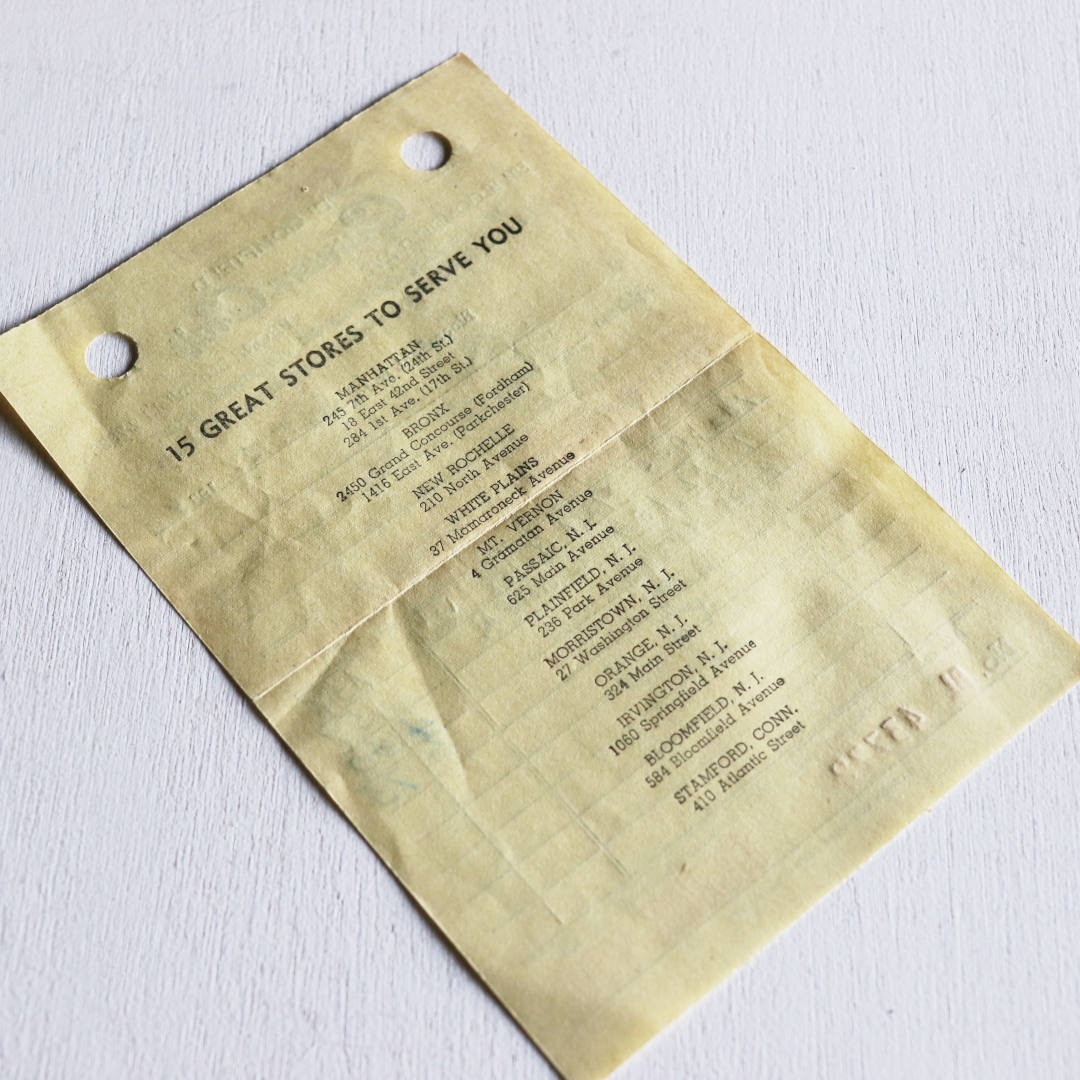 15 GREAT STORES TO SERVE YOU
MANHATTAN
245 7th Ave. (24th St.)
18 East 42nd Street
284 1st Ave. (17th St.)
BRONX
2450 Grand Concourse (Fordham)
1416 East Ave. (Parkchester)
NEW ROCHELLE
210 North Avenue
WHITE PLAINS
37 Mamaroneck Avenue
MT. VERNON
4 Gramatan Avenue
PASSAIC, N. J.
625 Main Avenue
PLAINFIELD, N. J.
236 Park Avenue
MORRISTOWN, N. J.
27 Washington Street
ORANGE, N. J.
324 Main Street
IRVINGTON, N. J.
1060 Springfield Avenue
BLOOMFIELD, N. J.
584 Bloomfield Avenue
STAMFORD, CONN.
410 Atlantic Street